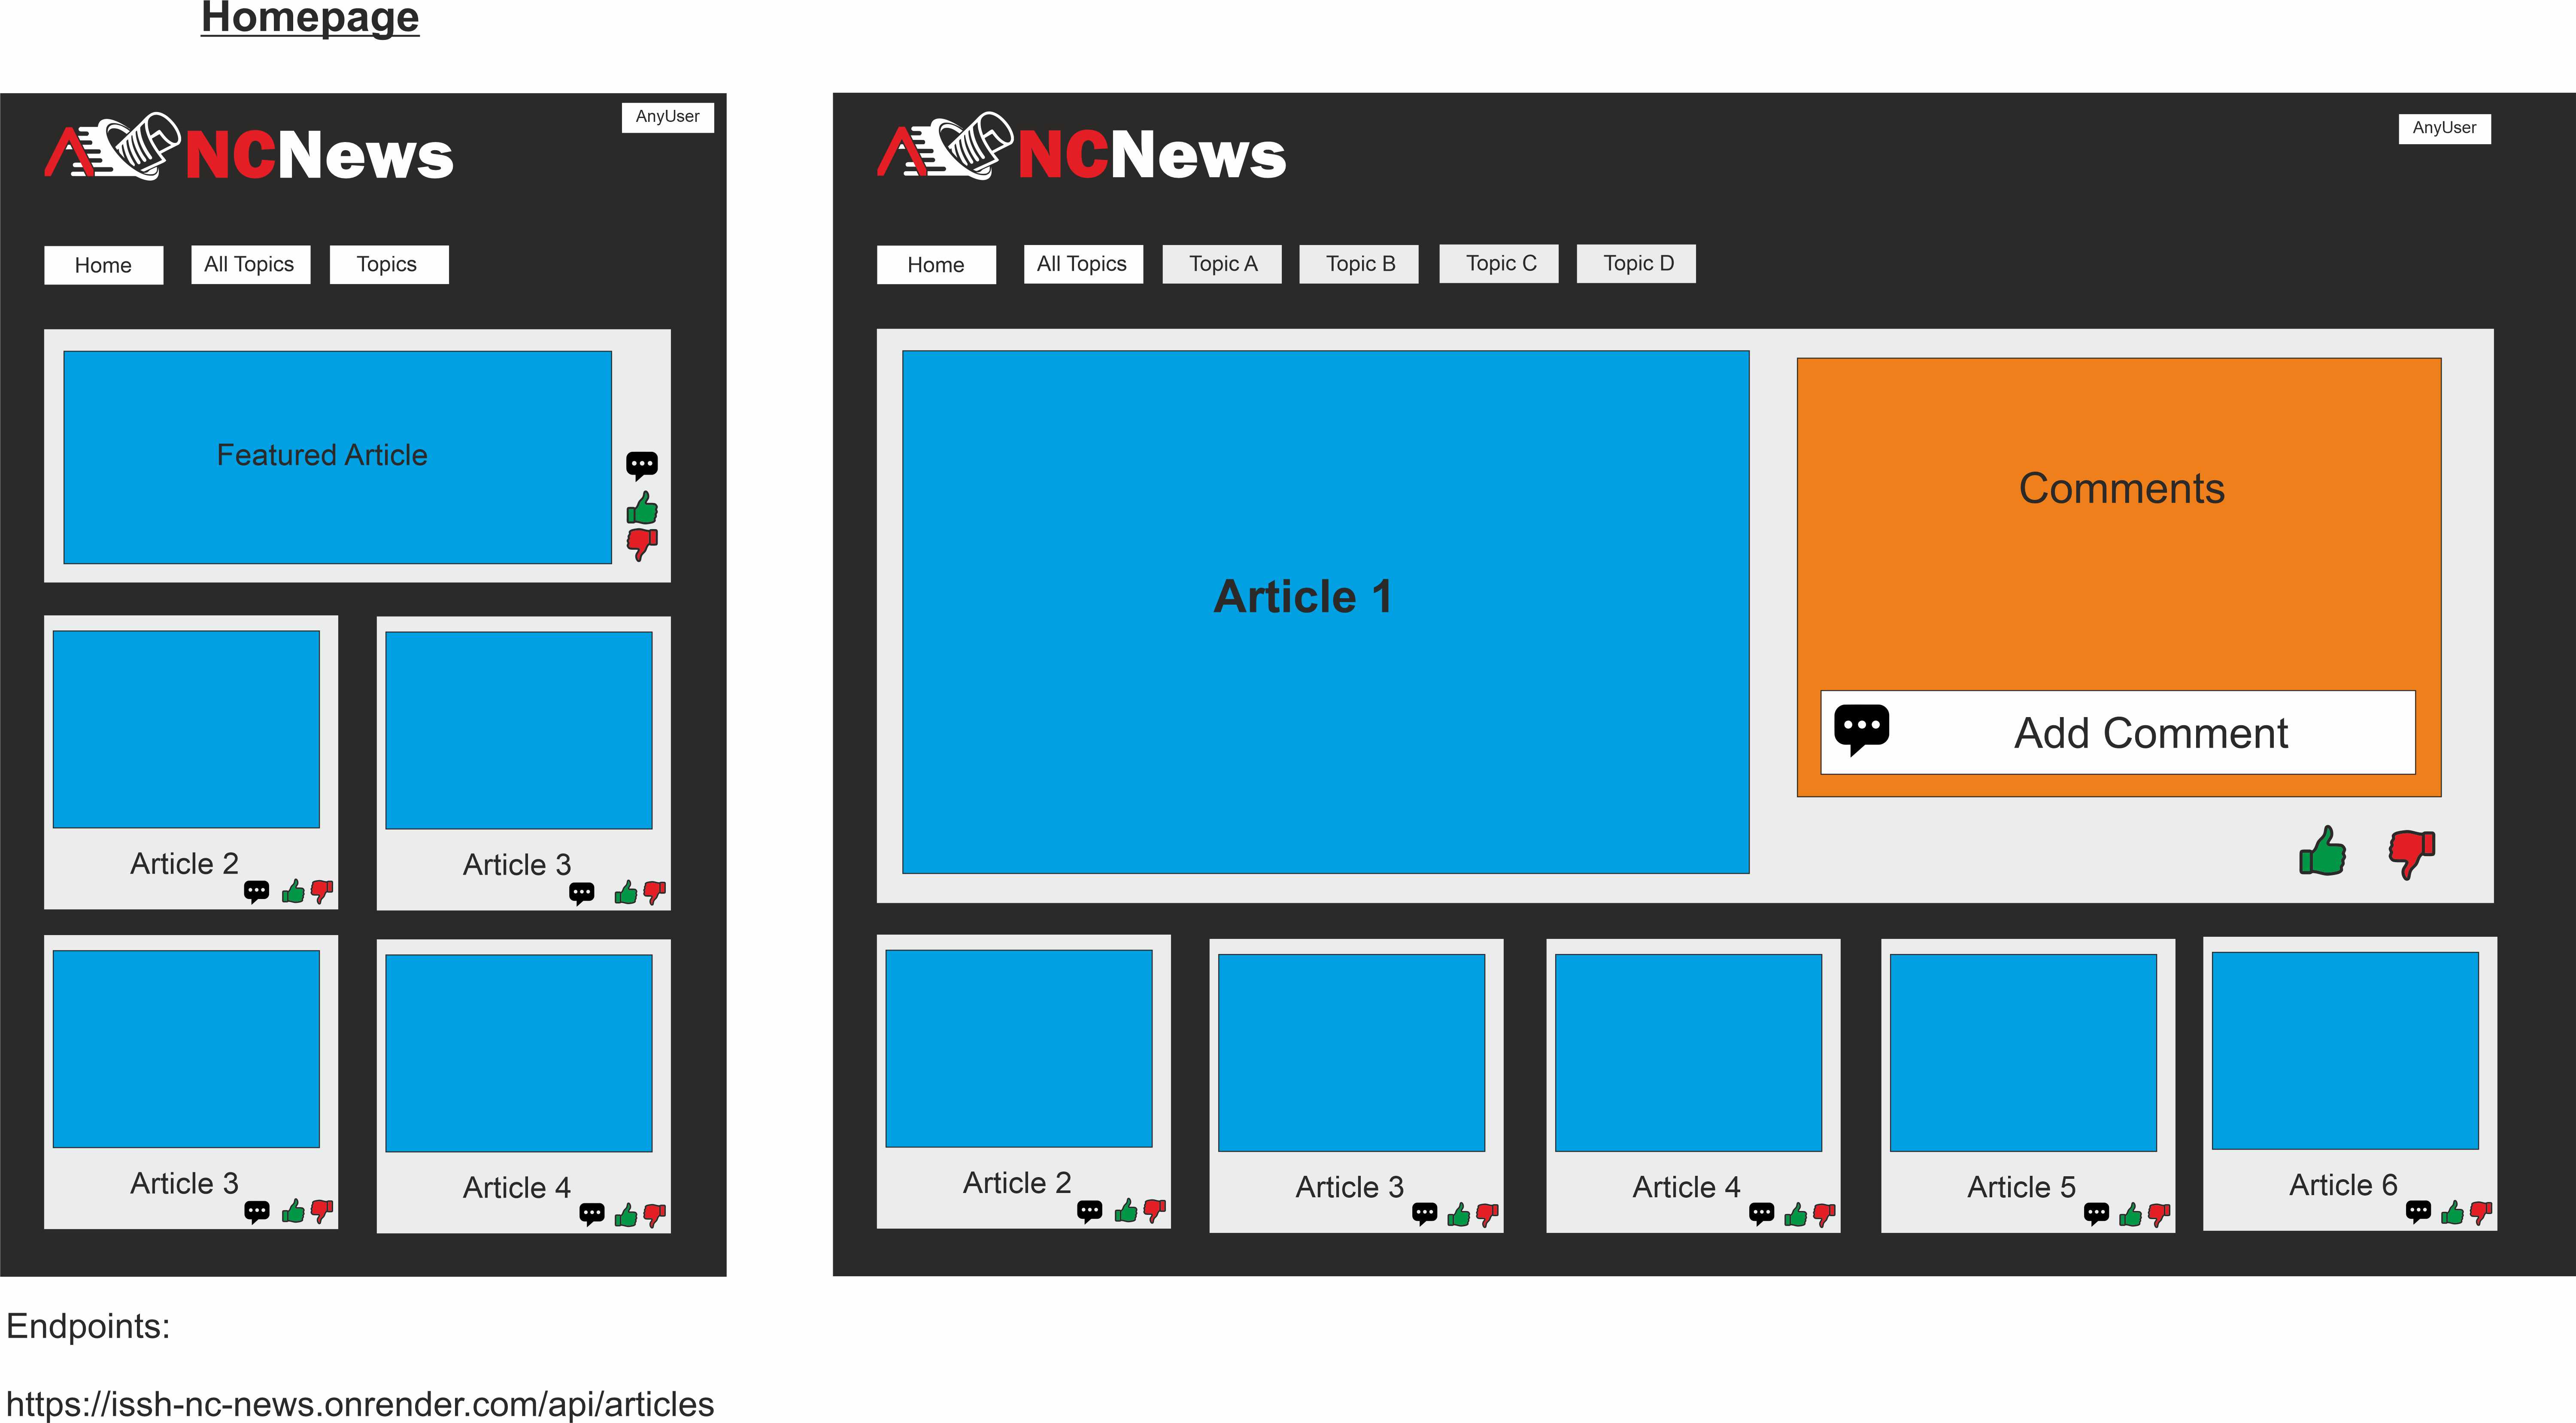 Homepage
NCNews
AnyUser
Home
All Topics
Topics
Featured Article
Article 2
Article 3
Article 3
Article 4
NCNews
AnyUser
Home
All Topics
Topic A
Topic B
Topic C
Topic D
Article 1
Comments
Add Comment
Article 2
Article 3
Article 4
Article 5
Article 6
Endpoints:
https://issh-nc-news.onrender.com/api/articles